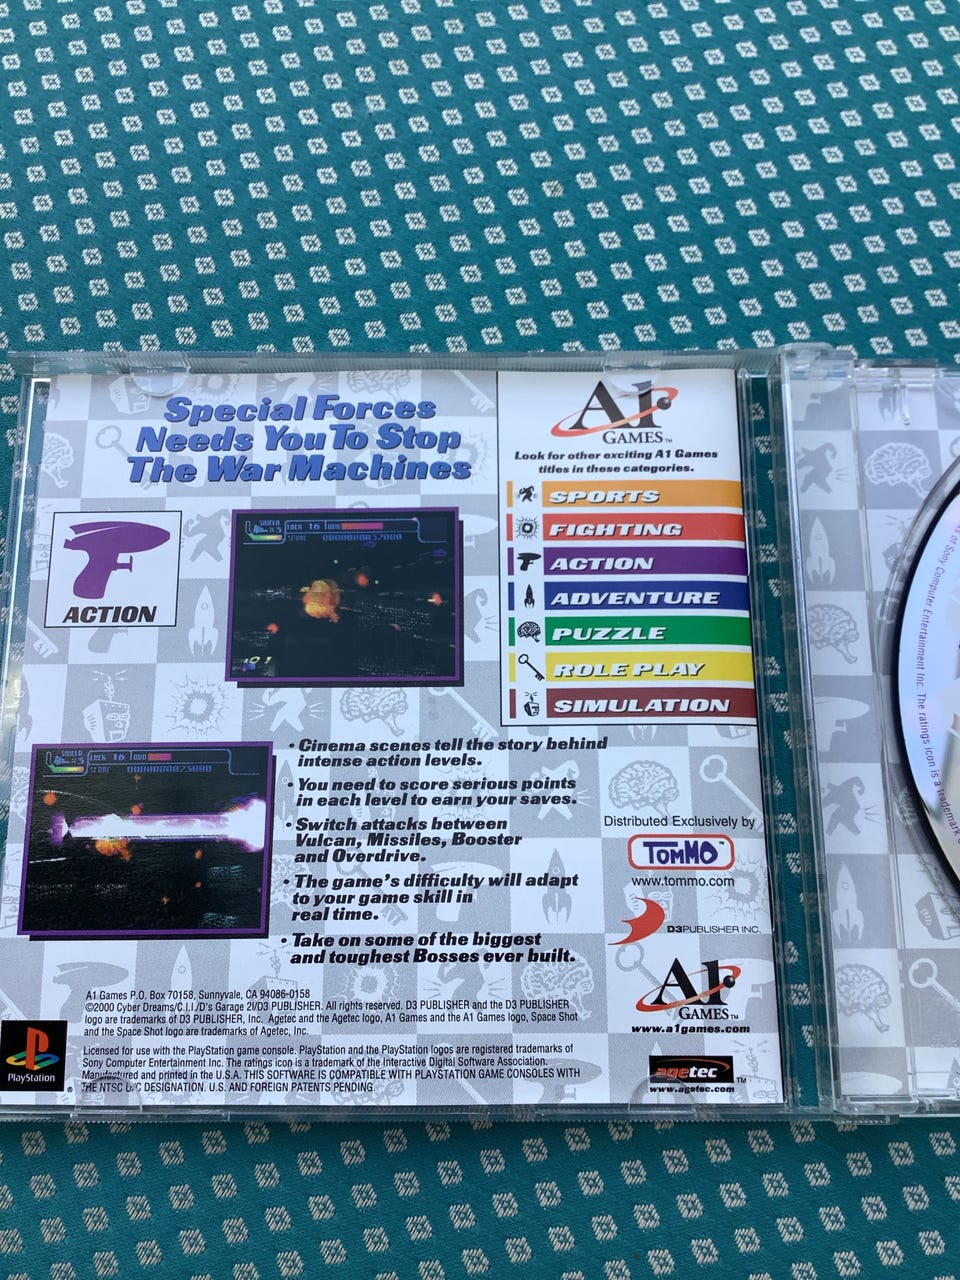 Special Forces
Needs You To Stop
The War Machines
ACTION
SHIELD
LOCK 16
SCORE 0000000032000
SHIELD
LOCK 16
SCORE 0000000023000
A1
GAMES™
Look for other exciting A1 Games
titles in these categories.
SPORTS
FIGHTING
ACTION
ADVENTURE
PUZZLE
ROLE PLAY
SIMULATION
• Cinema scenes tell the story behind
intense action levels.
• You need to score serious points
in each level to earn your saves.
• Switch attacks between
Vulcan, Missiles, Booster
and Overdrive.
• The game's difficulty will adapt
to your game skill in
real time.
• Take on some of the biggest
and toughest Bosses ever built.
Distributed Exclusively by
TOMMO™
www.tommo.com
D3PUBLISHER INC.
A1
GAMES™
www.a1games.com
agetec™
www.agetec.com
A1 Games P.O. Box 70158, Sunnyvale, CA 94086-0158
©2000 Cyber Dreams/C.I.I./D's Garage 21/D3 PUBLISHER. All rights reserved. D3 PUBLISHER and the D3 PUBLISHER
logo are trademarks of D3 PUBLISHER, Inc. Agetec and the Agetec logo, A1 Games and the A1 Games logo, Space Shot
and the Space Shot logo are trademarks of Agetec, Inc.
Licensed for use with the PlayStation game console. PlayStation and the PlayStation logos are registered trademarks of
Sony Computer Entertainment Inc. The ratings icon is a trademark of the Interactive Digital Software Association.
Manufactured and printed in the U.S.A. THIS SOFTWARE IS COMPATIBLE WITH PLAYSTATION GAME CONSOLES WITH
THE NTSC U/C DESIGNATION. U.S. AND FOREIGN PATENTS PENDING.
PlayStation
®
of Sony Computer Entertainment Inc. The ratings icon is a trademark